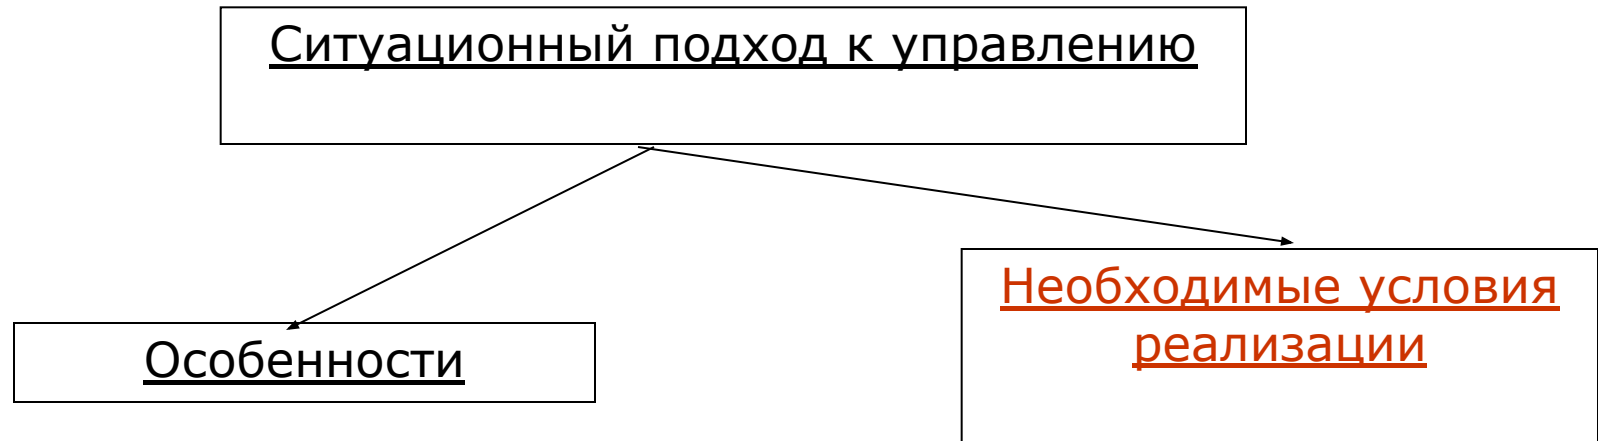 Ситуационный подход к управлению
Особенности
Необходимые условия
реализации